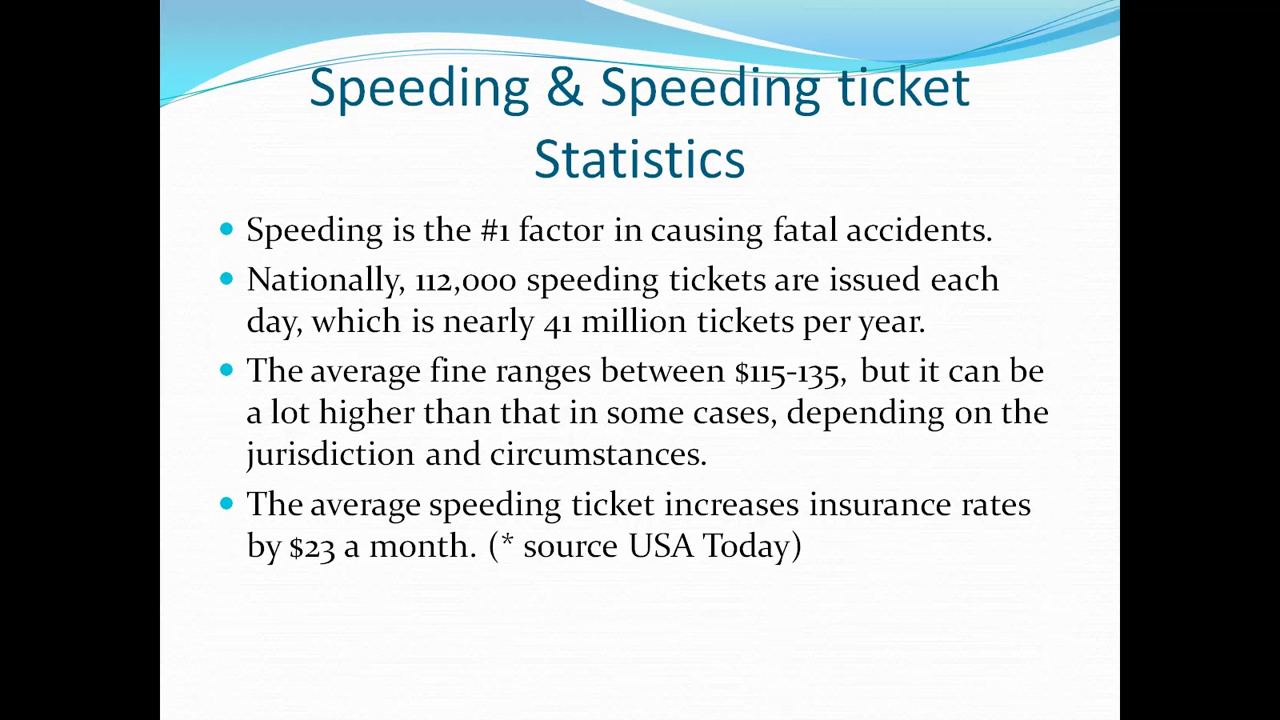 Speeding & Speeding ticket
Statistics
• Speeding is the #1 factor in causing fatal accidents.
• Nationally, 112,000 speeding tickets are issued each
day, which is nearly 41 million tickets per year.
• The average fine ranges between $115-135, but it can be
a lot higher than that in some cases, depending on the
jurisdiction and circumstances.
• The average speeding ticket increases insurance rates
by $23 a month. (* source USA Today)